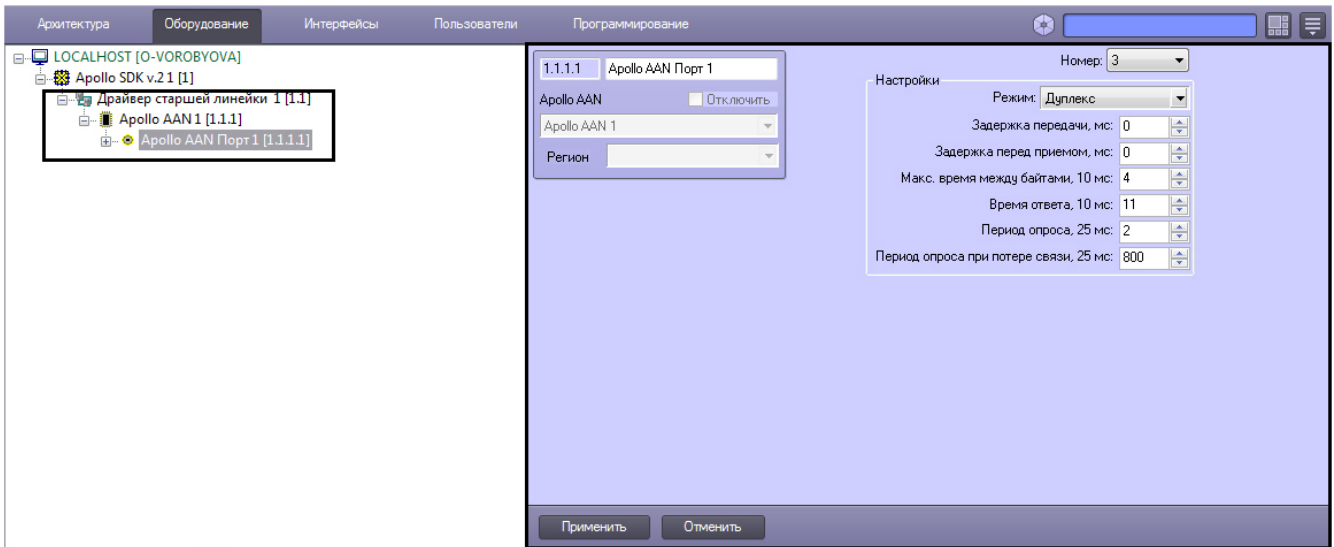 Архитектура Оборудование Интерфейсы Пользователи Программирование
LOCALHOST [O-VOROBYOVA]
Apollo SDK v.2 1 [1]
Драйвер старшей линейки 1 [1.1]
Apollo AAN 1 [1.1.1]
Apollo AAN Порт 1 [1.1.1.1]
1.1.1.1 Apollo AAN Порт 1
Apollo AAN Отключить
Apollo AAN 1
Регион
Номер: 3
Настройки
Режим: Дуплекс
Задержка передачи, мс: 0
Задержка перед приемом, мс: 0
Макс. время между байтами, 10 мс: 4
Время ответа, 10 мс: 11
Период опроса, 25 мс: 2
Период опроса при потере связи, 25 мс: 800
Применить Отменить